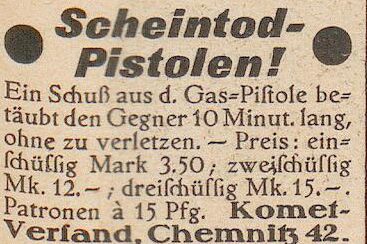 Scheintod-
Pistolen!
Ein Schuß aus d. Gas-Pistole be-
täubt den Gegner 10 Minut. lang,
ohne zu verletzen. – Preis: ein-
schüssig Mark 3.50; zweischüssig
Mk. 12.–; dreischüssig Mk. 15.–.
Patronen à 15 Pfg. Komet-
Versand, Chemnitz 42.